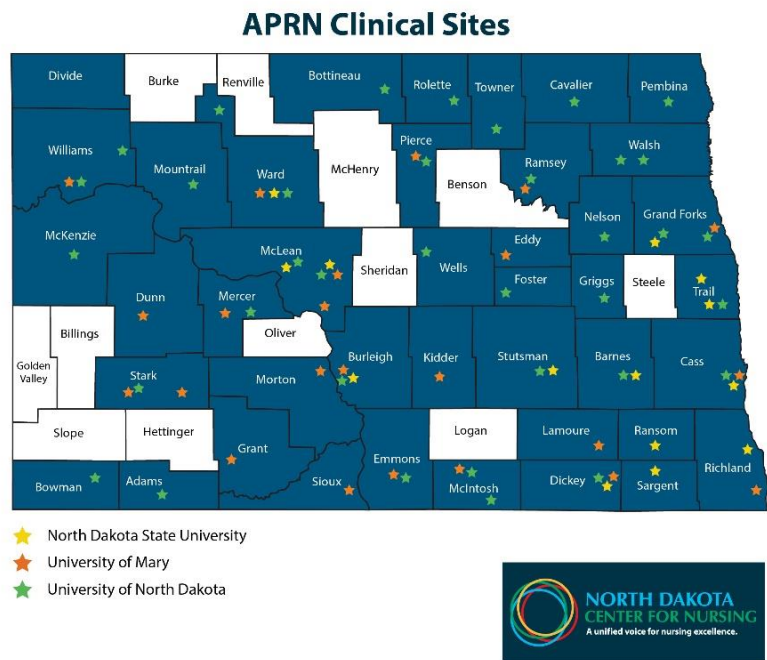 APRN Clinical Sites
Divide
Burke
Renville
Bottineau
Rolette
Towner
Cavalier
Pembina
Williams
Mountrail
Ward
McHenry
Pierce
Benson
Ramsey
Walsh
Nelson
Grand Forks
McKenzie
McLean
Sheridan
Wells
Eddy
Foster
Griggs
Steele
Trail
Dunn
Mercer
Oliver
Golden
Valley
Billings
Stark
Morton
Burleigh
Kidder
Stutsman
Barnes
Cass
Slope
Hettinger
Grant
Logan
Lamoure
Ransom
Richland
Bowman
Adams
Sioux
Emmons
McIntosh
Dickey
Sargent
North Dakota State University
University of Mary
University of North Dakota
NORTH DAKOTA
CENTER FOR NURSING
A unified voice for nursing excellence.